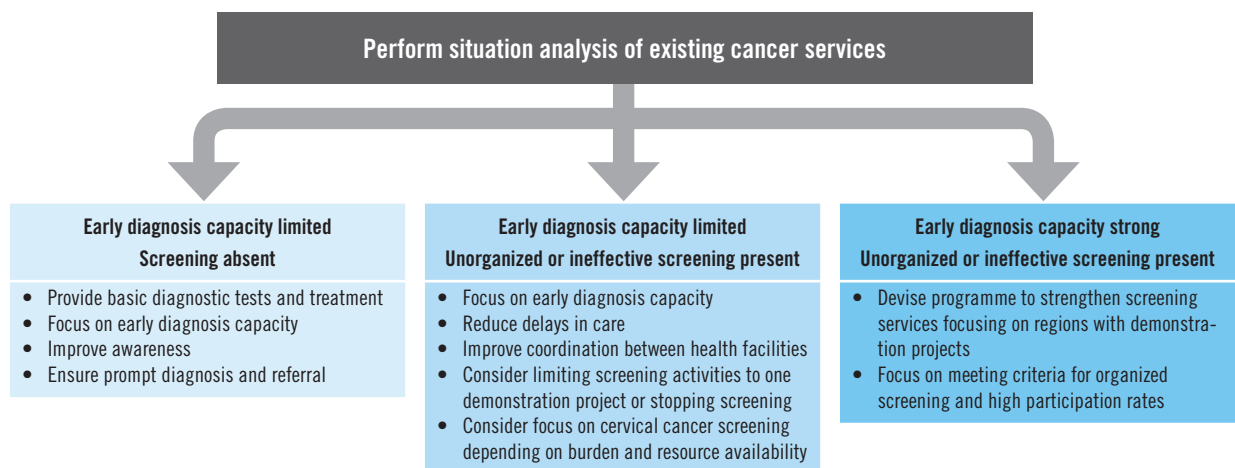 Perform situation analysis of existing cancer services
Early diagnosis capacity limited
Screening absent
• Provide basic diagnostic tests and treatment
• Focus on early diagnosis capacity
• Improve awareness
• Ensure prompt diagnosis and referral
Early diagnosis capacity limited
Unorganized or ineffective screening present
• Focus on early diagnosis capacity
• Reduce delays in care
• Improve coordination between health facilities
• Consider limiting screening activities to one
demonstration project or stopping screening
• Consider focus on cervical cancer screening
depending on burden and resource availability
Early diagnosis capacity strong
Unorganized or ineffective screening present
• Devise programme to strengthen screening
services focusing on regions with demonstra-
tion projects
• Focus on meeting criteria for organized
screening and high participation rates